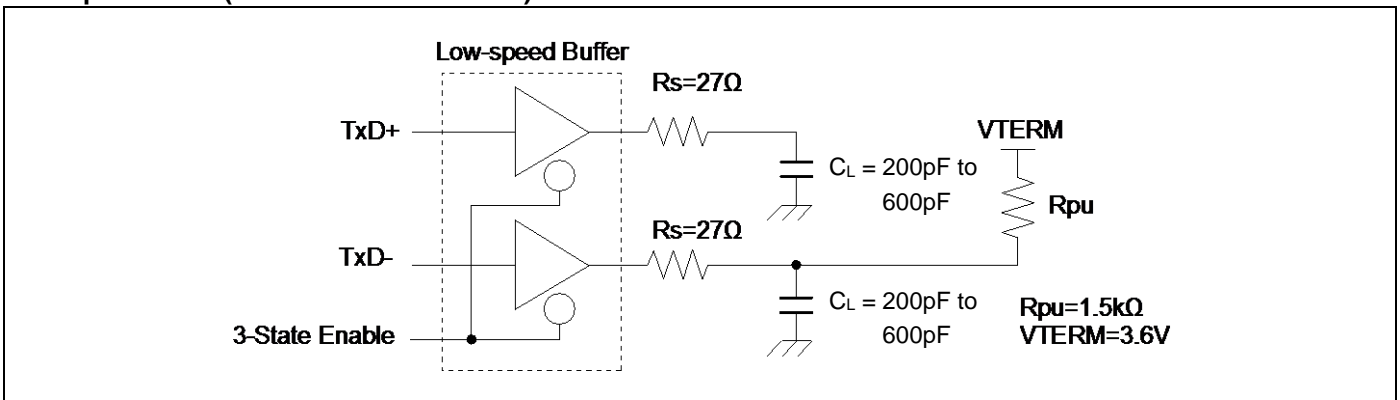 Low-speed Buffer
Rs=27Ω
TxD+
VTERM
CL = 200pF to
600pF
Rpu
Rs=27Ω
TxD-
CL = 200pF to
600pF
Rpu=1.5kΩ
VTERM=3.6V
3-State Enable